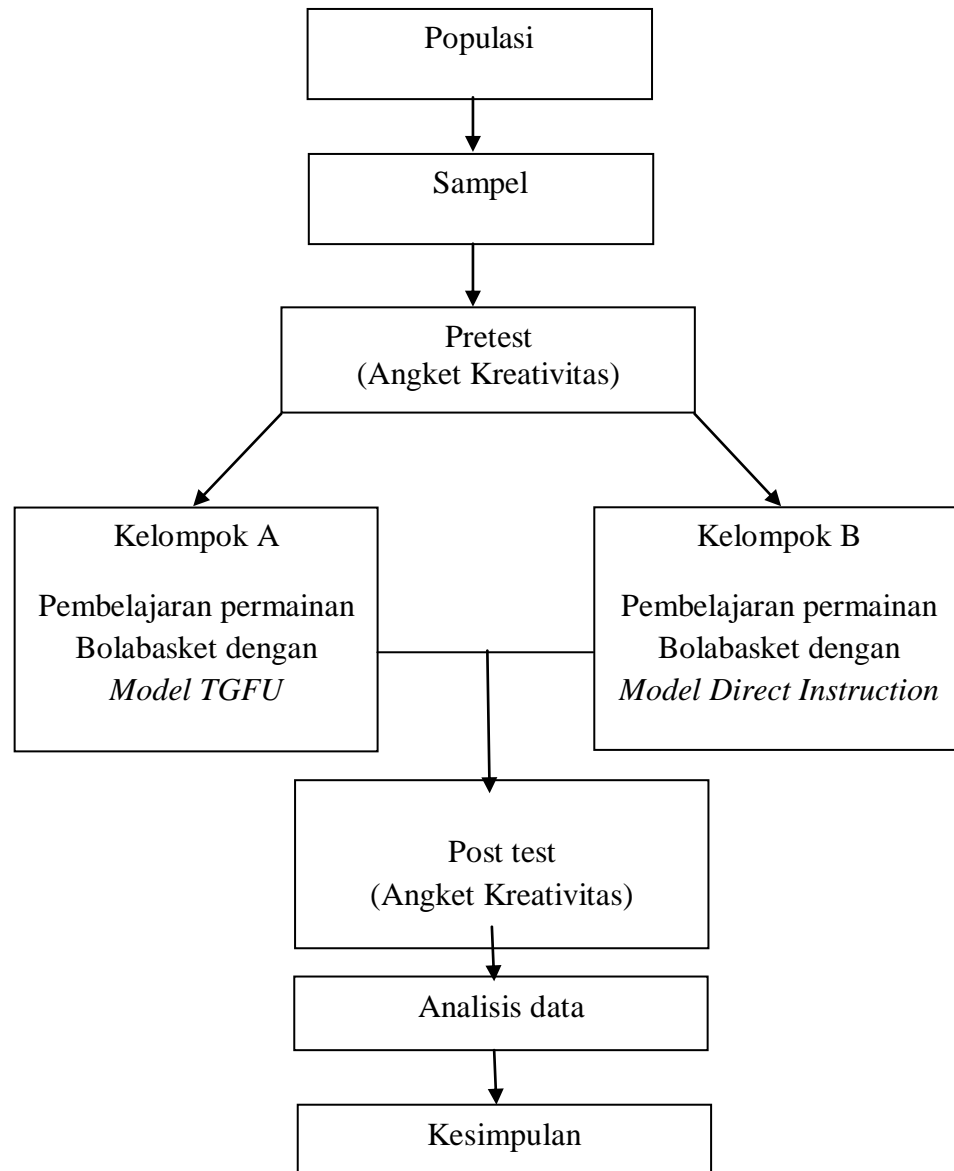 Populasi
Sampel
Pretest
(Angket Kreativitas)
Kelompok A
Pembelajaran permainan
Bolabasket dengan
Model TGFU
Kelompok B
Pembelajaran permainan
Bolabasket dengan
Model Direct Instruction
Post test
(Angket Kreativitas)
Analisis data
Kesimpulan